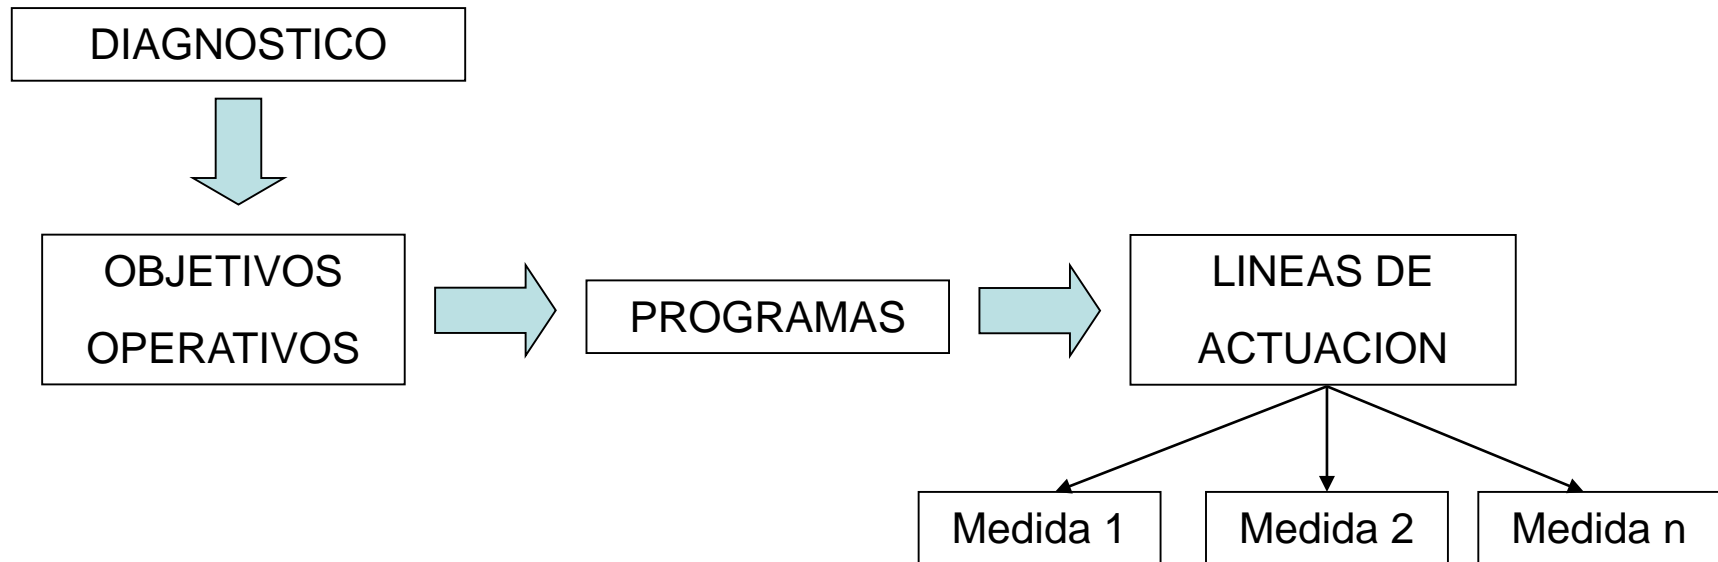 DIAGNOSTICO
OBJETIVOS
OPERATIVOS
PROGRAMAS
LINEAS DE
ACTUACION
Medida 1
Medida 2
Medida n